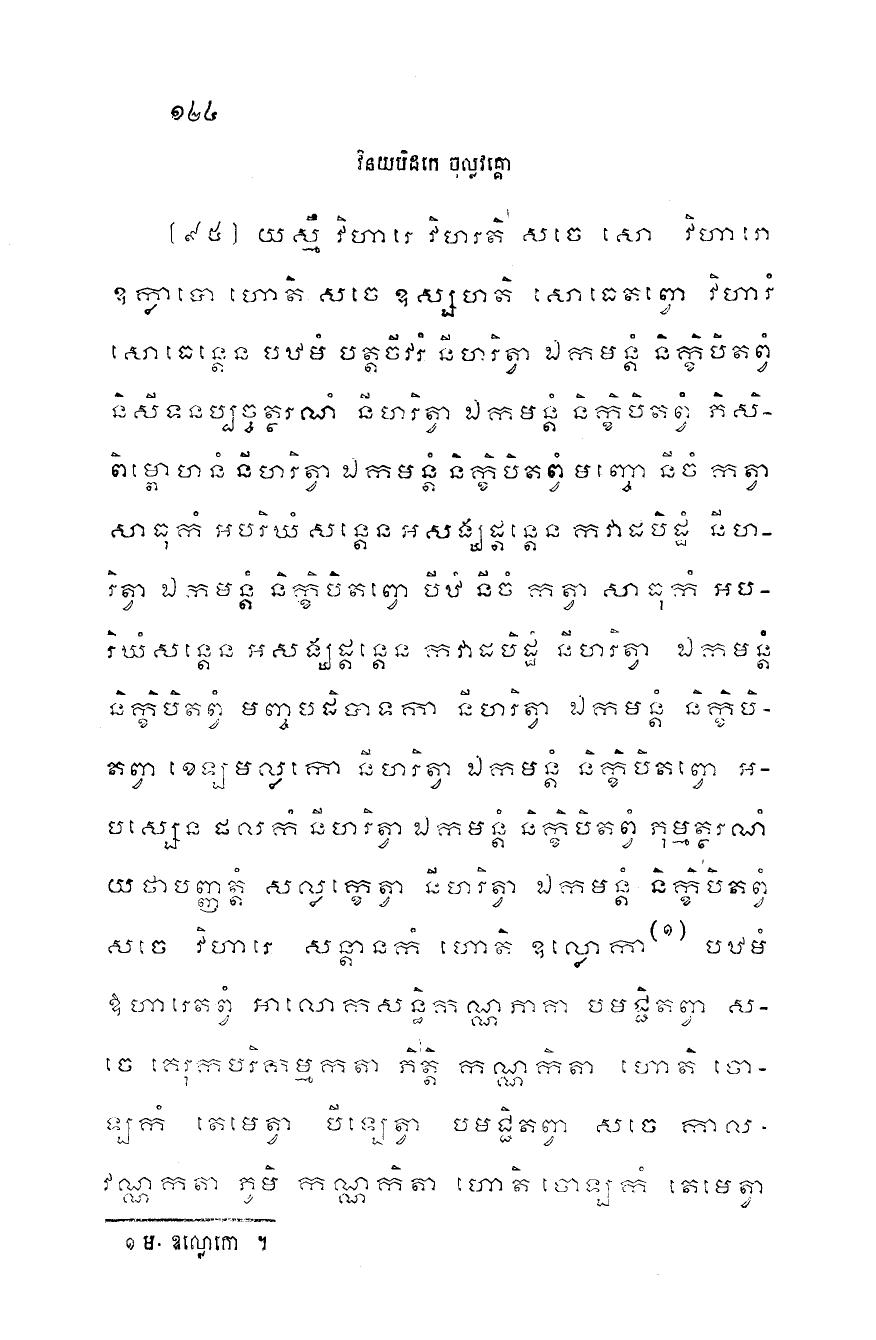 ១៤៤
វិនយបិដកេ ចុល្លវគ្គោ
(៩៥) យស្មឹ វិហារេ វិហរតិ សចេ សោ វិហារោ
ឧក្លាបោ ហោតិ សចេ ឧស្សហតិ សោធេតព្វោ វិហារំ
សោធេន្តេន បឋមំ បត្តចីវរំ នីហរិត្វា ឯកមន្តំ និក្ខិបិតព្វំ
និសីទនប្បច្ចត្ថរណំ នីហរិត្វា ឯកមន្តំ និក្ខិបិតព្វំ ភិសិ-
ពិម្ពោហនំ នីហរិត្វា ឯកមន្តំ និក្ខិបិតព្វំ មញ្ចោ នីចំ កត្វា
សាធុកំ អបរិឃំសន្តេន អសង្ឃដ្តន្តេន កវាដបិដ្ឋំ នីហ-
រិត្វា ឯកមន្តំ និក្ខិបិតព្វោ បីឋំ នីចំ កត្វា សាធុកំ អប-
រិឃំសន្តេន អសង្ឃដ្តន្តេន កវាដបិដ្ឋំ នីហរិត្វា ឯកមន្តំ
និក្ខិបិតព្វំ មញ្ចបដិបាទកា នីហរិត្វា ឯកមន្តំ និក្ខិបិ-
តព្វា ខេឡមល្លកោ នីហរិត្វា ឯកមន្តំ និក្ខិបិតព្វោ អ-
បស្សេន ផលកំ នីហរិត្វា ឯកមន្តំ និក្ខិបិតព្វំ ភុម្មត្ថរណំ
យថាបញ្ញត្តំ សល្លក្ខេត្វា នីហរិត្វា ឯកមន្តំ និក្ខិបិតព្វំ
សចេ វិហារេ សន្តានកំ ហោតិ ឧល្លោកា(១) បឋមំ
ឱហារេតព្វំ អាលោកសន្ធិកណ្ណភាគា បមជ្ជិតព្វា ស-
ចេ គេរុកបរិកម្មកតា ភិត្តិ កណ្ណកិតា ហោតិ ចោ-
ឡកំ តេមេត្វា បីឡេត្វា បមជ្ជិតព្វា សចេ កាល-
វណ្ណកតា ភូមិ កណ្ណកិតា ហោតិ ចោឡកំ តេមេត្វា
១ ម. ឧល្លោកោ ។